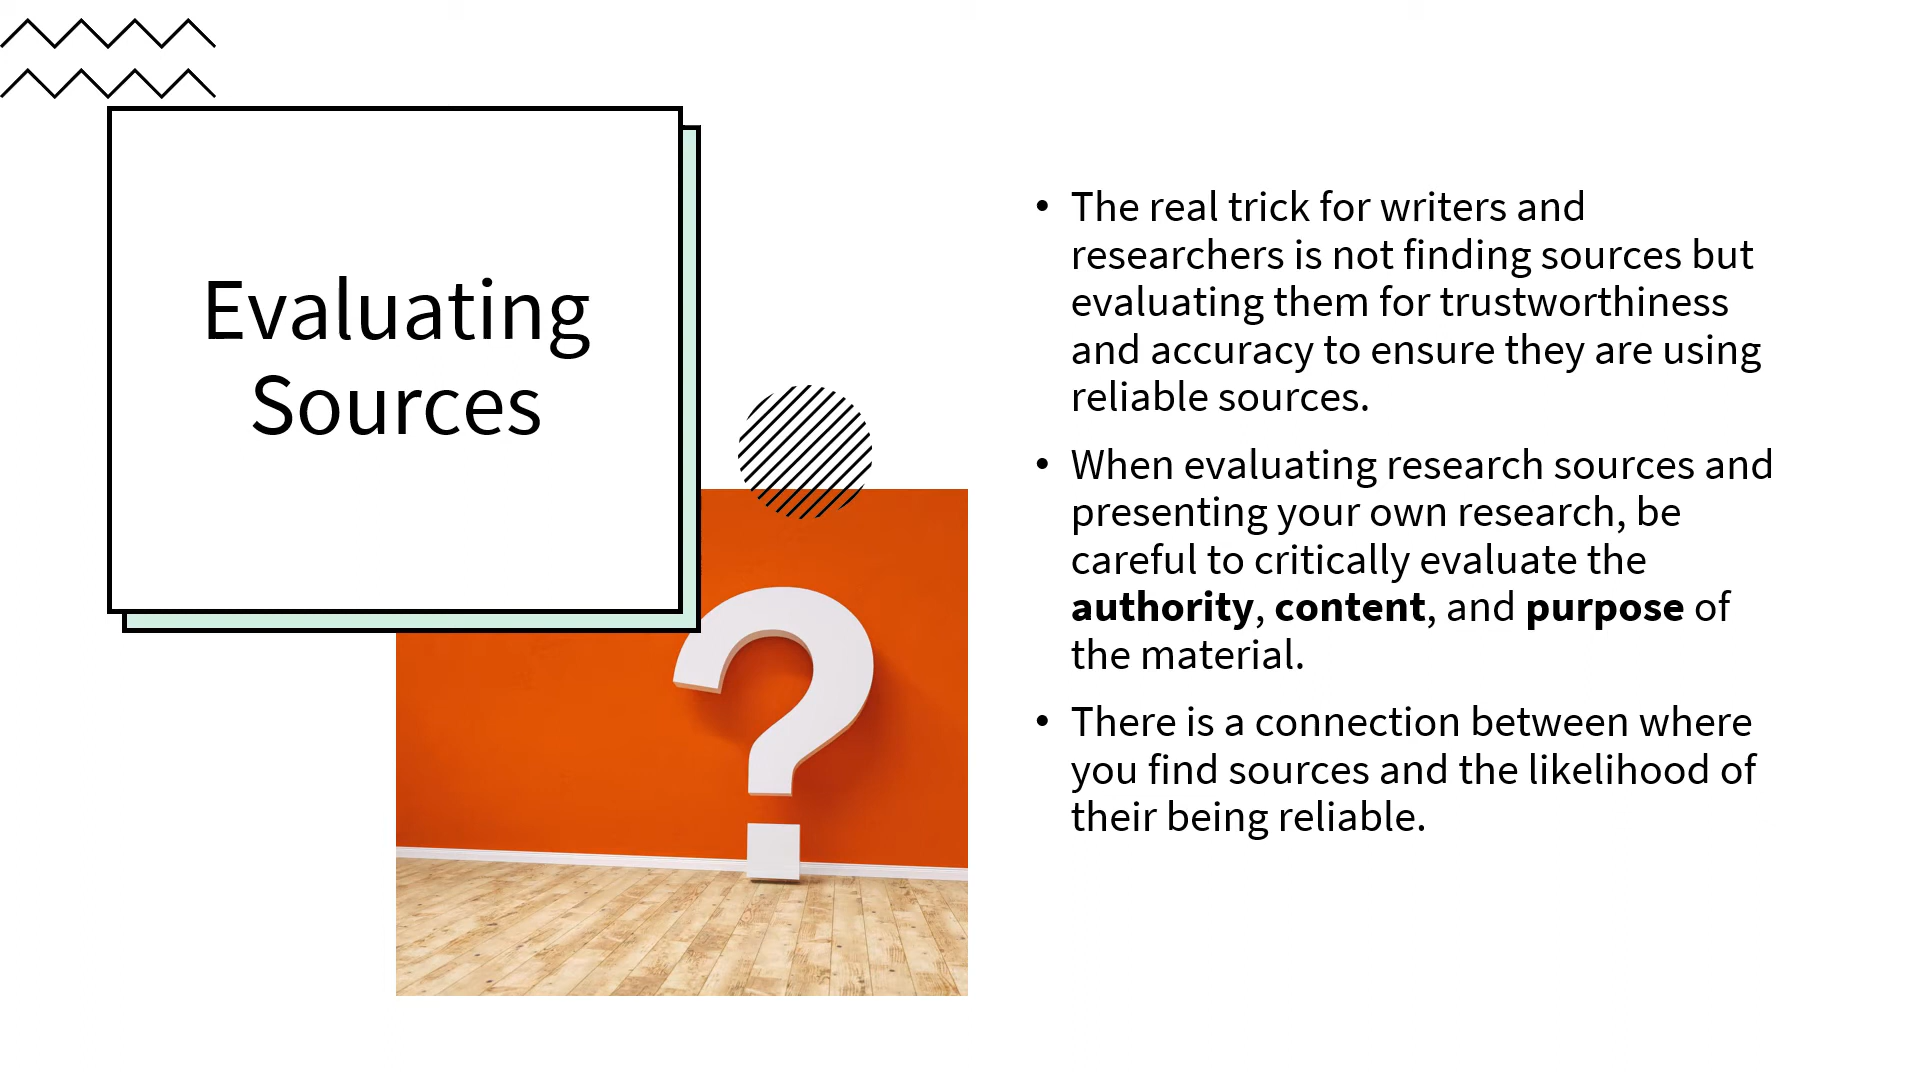 Evaluating
Sources
• The real trick for writers and
researchers is not finding sources but
evaluating them for trustworthiness
and accuracy to ensure they are using
reliable sources.
• When evaluating research sources and
presenting your own research, be
careful to critically evaluate the
authority, content, and purpose of
the material.
• There is a connection between where
you find sources and the likelihood of
their being reliable.
?